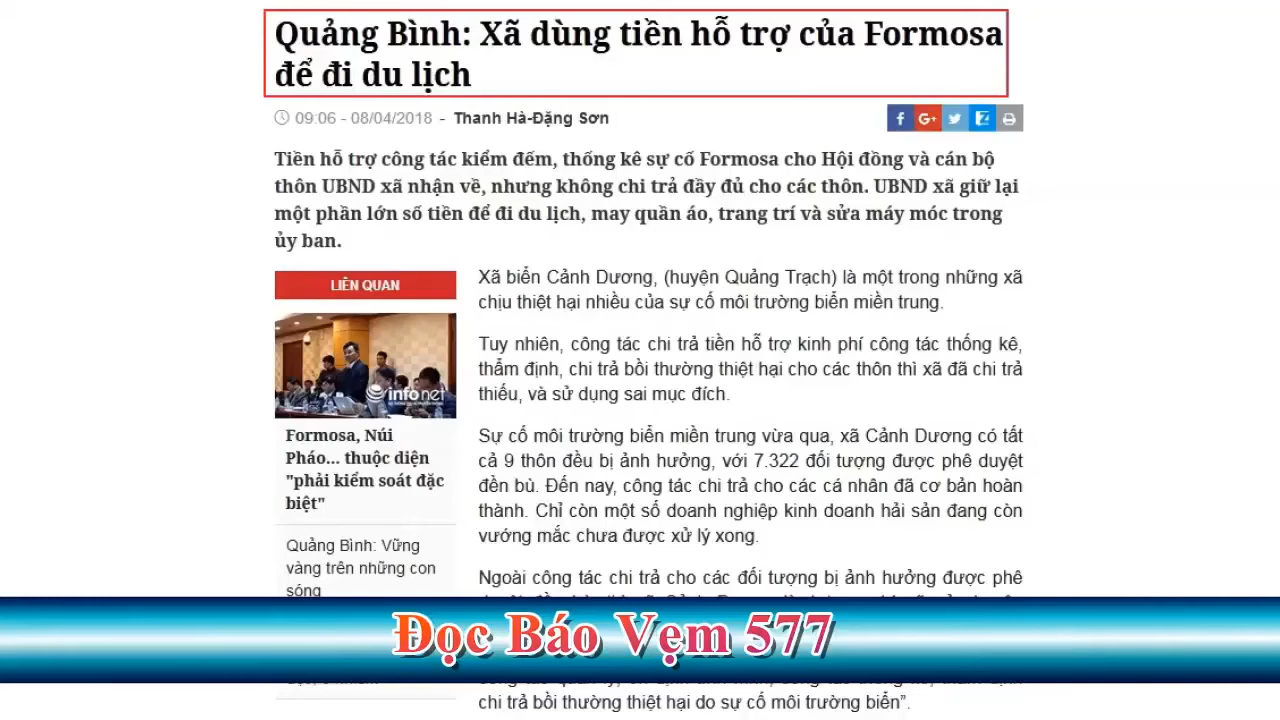 Quảng Bình: Xã dùng tiền hỗ trợ của Formosa
để đi du lịch
09:06 - 08/04/2018 - Thanh Hà-Đặng Sơn
Tiền hỗ trợ công tác kiểm đếm, thống kê sự cố Formosa cho Hội đồng và cán bộ
thôn UBND xã nhận về, nhưng không chi trả đầy đủ cho các thôn. UBND xã giữ lại
một phần lớn số tiền để đi du lịch, may quần áo, trang trí và sửa máy móc trong
ủy ban.
LIÊN QUAN
infonet
Formosa, Núi
Pháo... thuộc diện
"phải kiểm soát đặc
biệt"
Quảng Bình: Vững
vàng trên những con
sóng
Xã biển Cảnh Dương, (huyện Quảng Trạch) là một trong những xã
chịu thiệt hại nhiều của sự cố môi trường biển miền trung.
Tuy nhiên, công tác chi trả tiền hỗ trợ kinh phí công tác thống kê,
thẩm định, chi trả bồi thường thiệt hại cho các thôn thì xã đã chi trả
thiếu, và sử dụng sai mục đích.
Sự cố môi trường biển miền trung vừa qua, xã Cảnh Dương có tất
cả 9 thôn đều bị ảnh hưởng, với 7.322 đối tượng được phê duyệt
đền bù. Đến nay, công tác chi trả cho các cá nhân đã cơ bản hoàn
thành. Chỉ còn một số doanh nghiệp kinh doanh hải sản đang còn
vướng mắc chưa được xử lý xong.
Ngoài công tác chi trả cho các đối tượng bị ảnh hưởng được phê
Đọc Báo Vẹm 577
chi trả bồi thường thiệt hại do sự cố môi trường biển”.